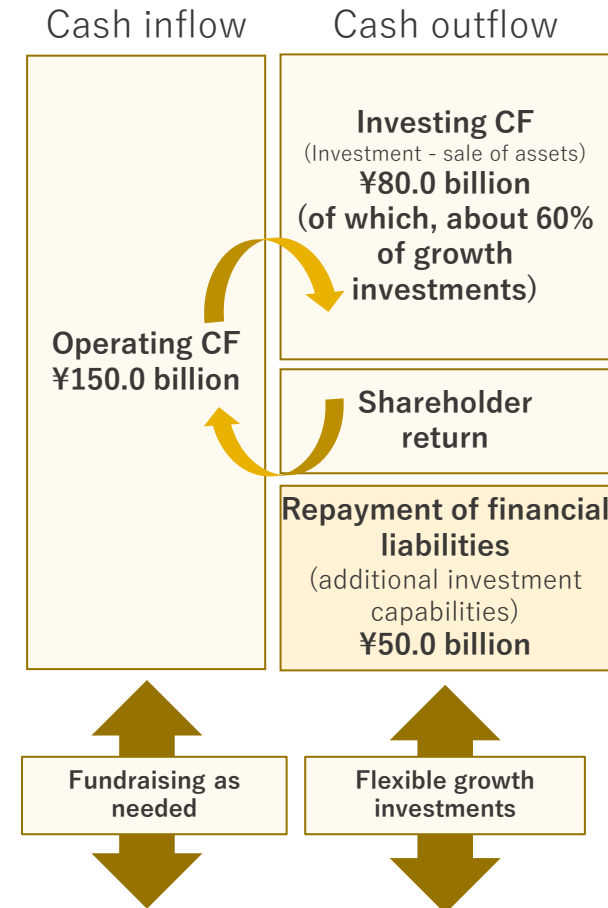 Cash inflow
Cash outflow
Operating CF
¥150.0 billion
Investing CF
(Investment - sale of assets)
¥80.0 billion
(of which, about 60%
of growth
investments)
Shareholder
return
Repayment of financial
liabilities
(additional investment
capabilities)
¥50.0 billion
Fundraising as
needed
Flexible growth
investments